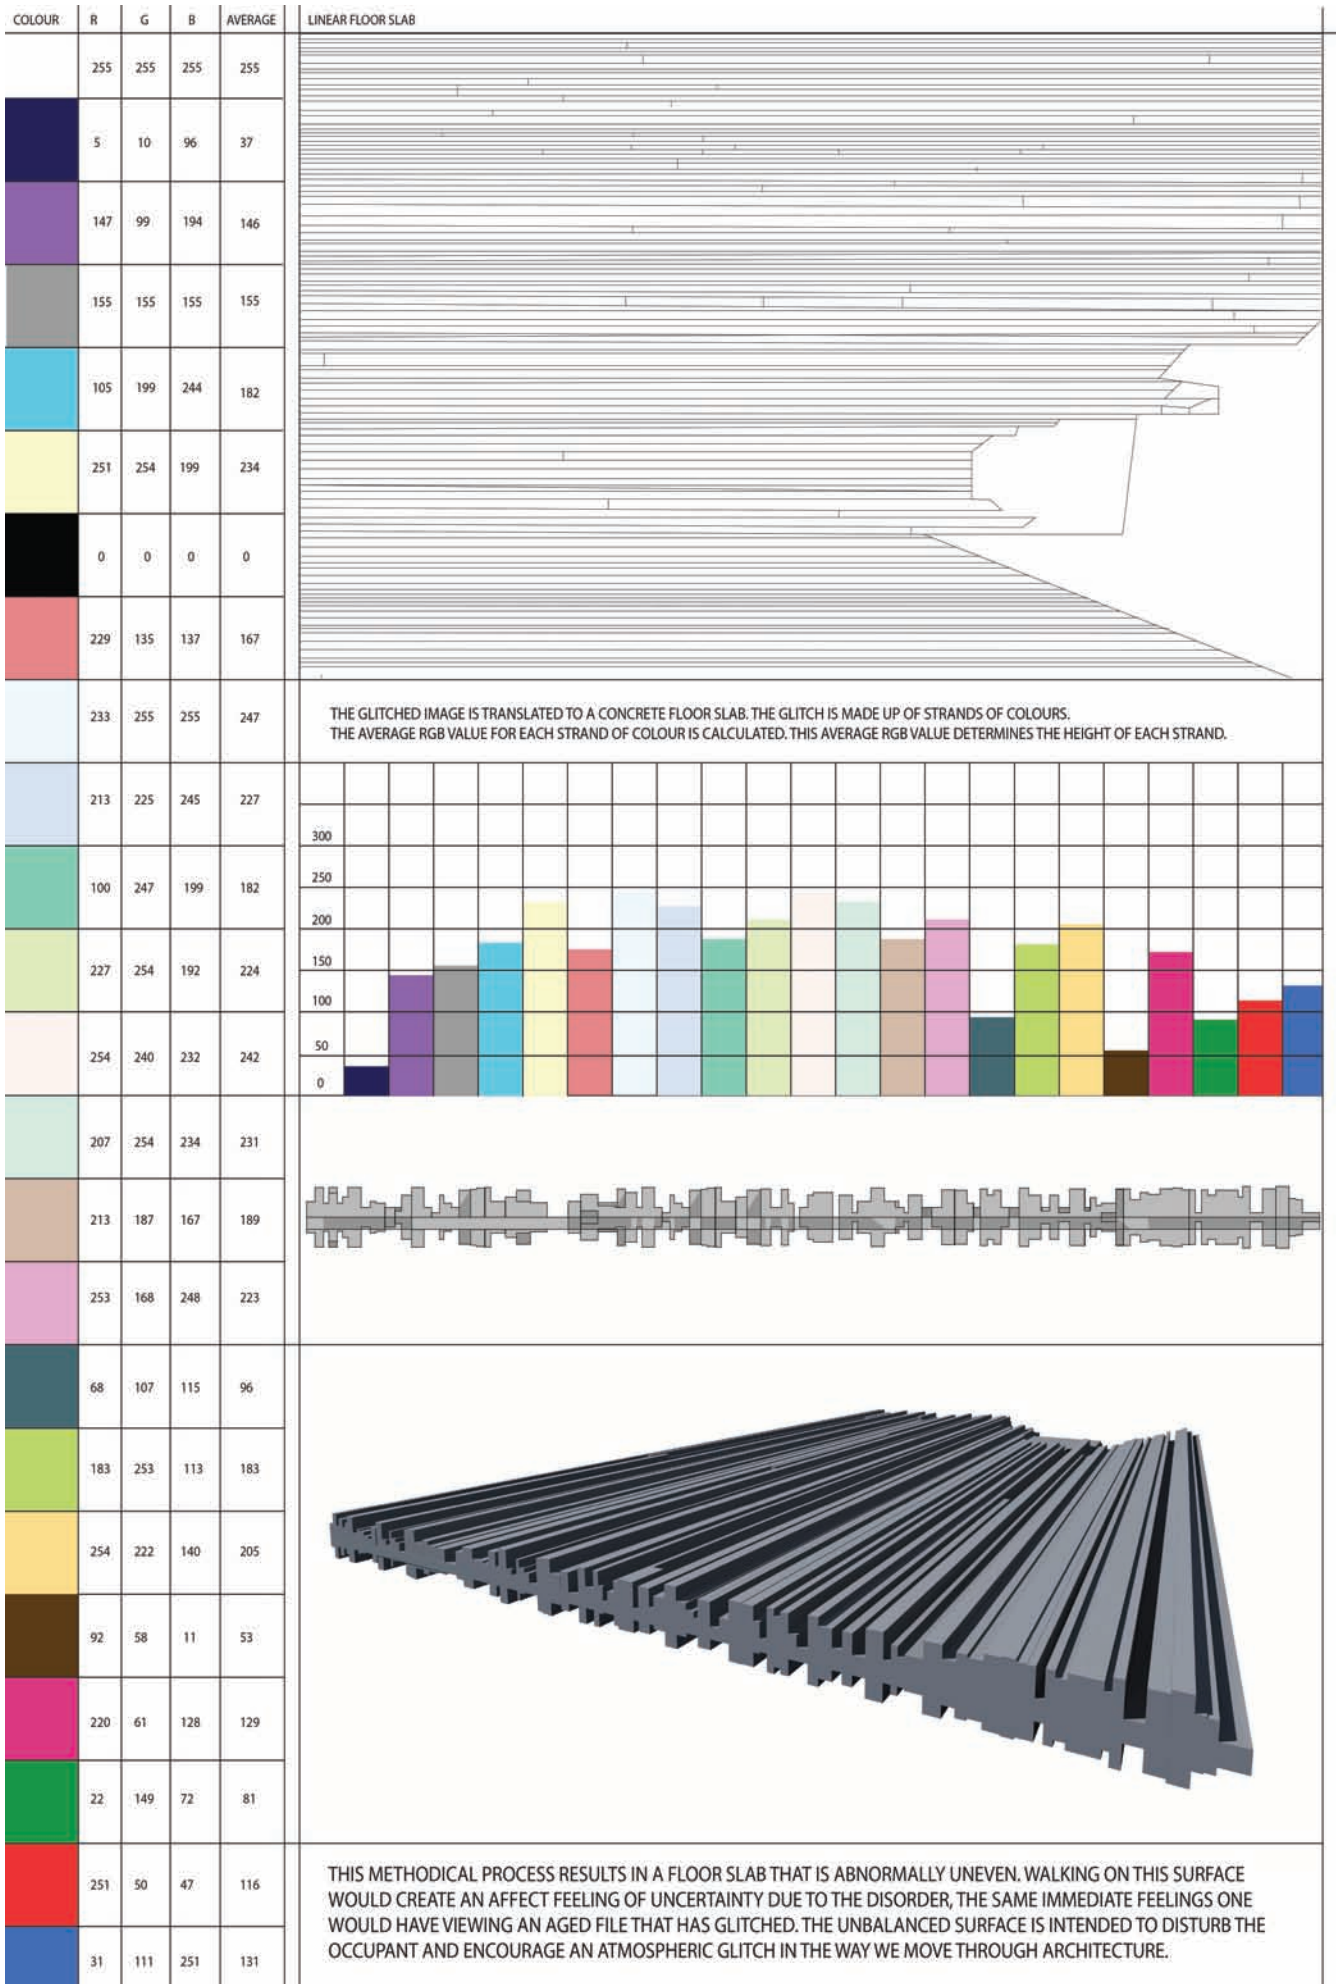 COLOUR R G B AVERAGE LINEAR FLOOR SLAB
255 255 255 255
5 10 96 37
147 99 194 146
155 155 155 155
105 199 244 182
251 254 199 234
0 0 0 0
229 135 137 167
233 255 255 247
213 225 245 227
100 247 199 182
227 254 192 224
254 240 232 242
207 254 234 231
213 187 167 189
253 168 248 223
68 107 115 96
183 253 113 183
254 222 140 205
92 58 11 53
220 61 128 129
22 149 72 81
251 50 47 116
31 111 251 131
THE GLITCHED IMAGE IS TRANSLATED TO A CONCRETE FLOOR SLAB. THE GLITCH IS MADE UP OF STRANDS OF COLOURS.
THE AVERAGE RGB VALUE FOR EACH STRAND OF COLOUR IS CALCULATED. THIS AVERAGE RGB VALUE DETERMINES THE HEIGHT OF EACH STRAND.
300
250
200
150
100
50
0
THIS METHODICAL PROCESS RESULTS IN A FLOOR SLAB THAT IS ABNORMALLY UNEVEN. WALKING ON THIS SURFACE
WOULD CREATE AN AFFECT FEELING OF UNCERTAINTY DUE TO THE DISORDER, THE SAME IMMEDIATE FEELINGS ONE
WOULD HAVE VIEWING AN AGED FILE THAT HAS GLITCHED. THE UNBALANCED SURFACE IS INTENDED TO DISTURB THE
OCCUPANT AND ENCOURAGE AN ATMOSPHERIC GLITCH IN THE WAY WE MOVE THROUGH ARCHITECTURE.